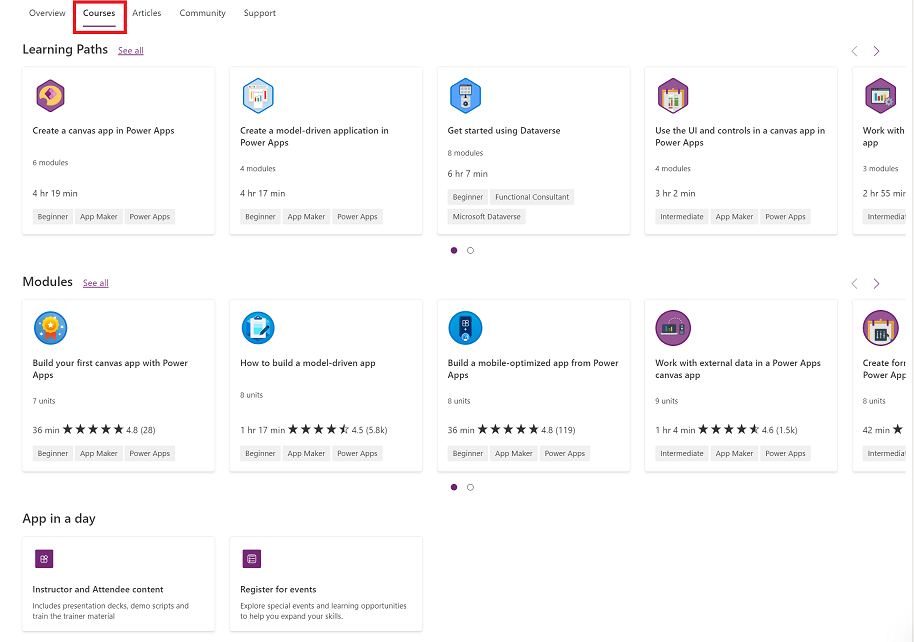 Overview Courses Articles Community Support
Learning Paths See all
Create a canvas app in Power Apps
6 modules
4 hr 19 min
Beginner App Maker Power Apps
Create a model-driven application in
Power Apps
4 modules
4 hr 17 min
Beginner App Maker Power Apps
Get started using Dataverse
8 modules
6 hr 7 min
Beginner Functional Consultant
Microsoft Dataverse
Use the UI and controls in a canvas app in
Power Apps
4 modules
3 hr 2 min
Intermediate App Maker Power Apps
Work with
app
3 modules
2 hr 55 min
Modules See all
Build your first canvas app with Power
Apps
7 units
36 min ★★★★★ 4.8 (28)
Beginner App Maker Power Apps
How to build a model-driven app
8 units
1 hr 17 min 4.5 (5.8k)
Beginner App Maker Power Apps
Build a mobile-optimized app from Power
Apps
8 units
36 min ★★★★★ 4.8 (119)
Beginner App Maker Power Apps
Work with external data in a Power Apps
canvas app
9 units
1 hr 4 min 4.6 (1.5k)
Intermediate App Maker Power Apps
Create
Power
8 units
42 min
App in a day
Instructor and Attendee content
Includes presentation decks, demo scripts and
train the trainer material
Register for events
Explore special events and learning opportunities
to help you expand your skills.